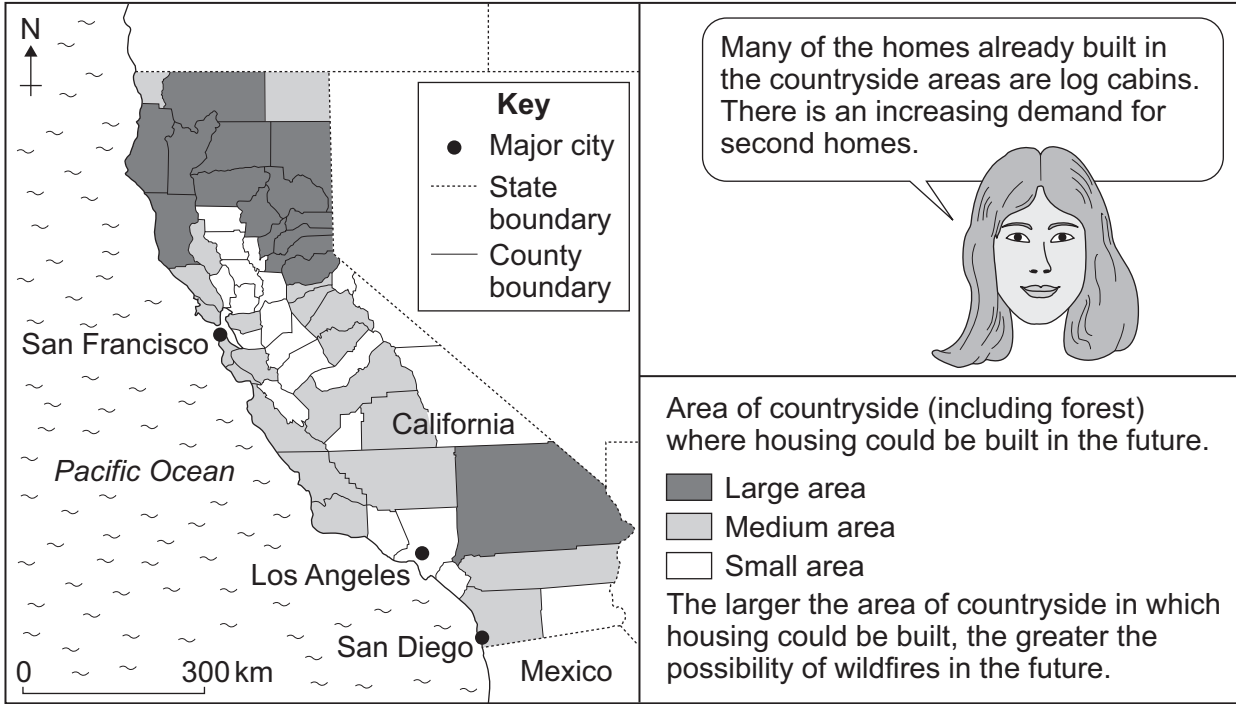 N
Key
Major city
State
boundary
County
boundary
San Francisco
California
Pacific Ocean
Los Angeles
San Diego
Mexico
0 300 km
Many of the homes already built in
the countryside areas are log cabins.
There is an increasing demand for
second homes.
Area of countryside (including forest)
where housing could be built in the future.
Large area
Medium area
Small area
The larger the area of countryside in which
housing could be built, the greater the
possibility of wildfires in the future.